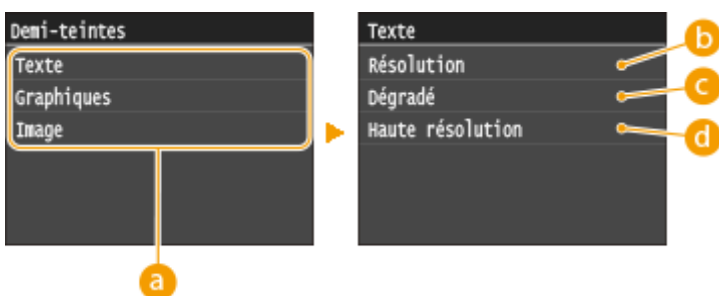 Demi-teintes
Texte
Graphiques
Image
a
Texte
Résolution
Dégradé
Haute résolution
b
c
d